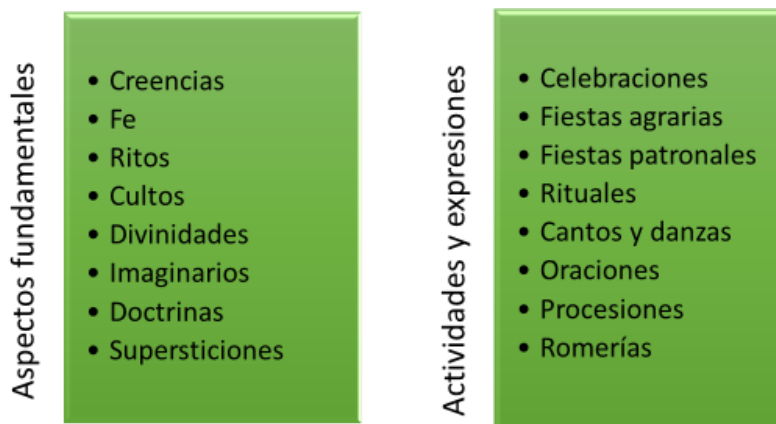 Aspectos fundamentales
• Creencias
• Fe
• Ritos
• Cultos
• Divinidades
• Imaginarios
• Doctrinas
• Supersticiones
Actividades y expresiones
• Celebraciones
• Fiestas agrarias
• Fiestas patronales
• Rituales
• Cantos y danzas
• Oraciones
• Procesiones
• Romerías